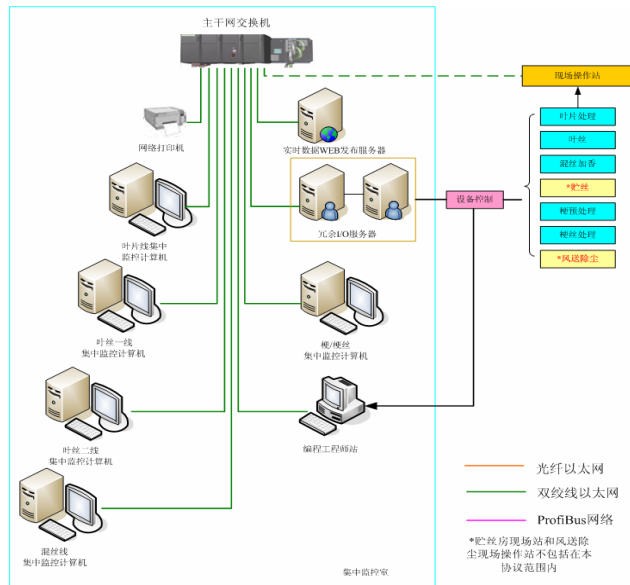 主干网交换机
现场操作站
网络打印机
实时数据WEB发布服务器
叶片处理
叶丝
混丝加香
*贮丝
梗预处理
梗丝处理
*风送除尘
设备控制
冗余I/O服务器
叶片线集中
监控计算机
叶丝一线
集中监控计算机
梗/梗丝
集中监控计算机
叶丝二线
集中监控计算机
编程工程师站
混丝线
集中监控计算机
集中监控室
光纤以太网
双绞线以太网
ProfiBus网络
*贮丝房现场站和风送除
尘现场操作站不包括在本
协议范围内